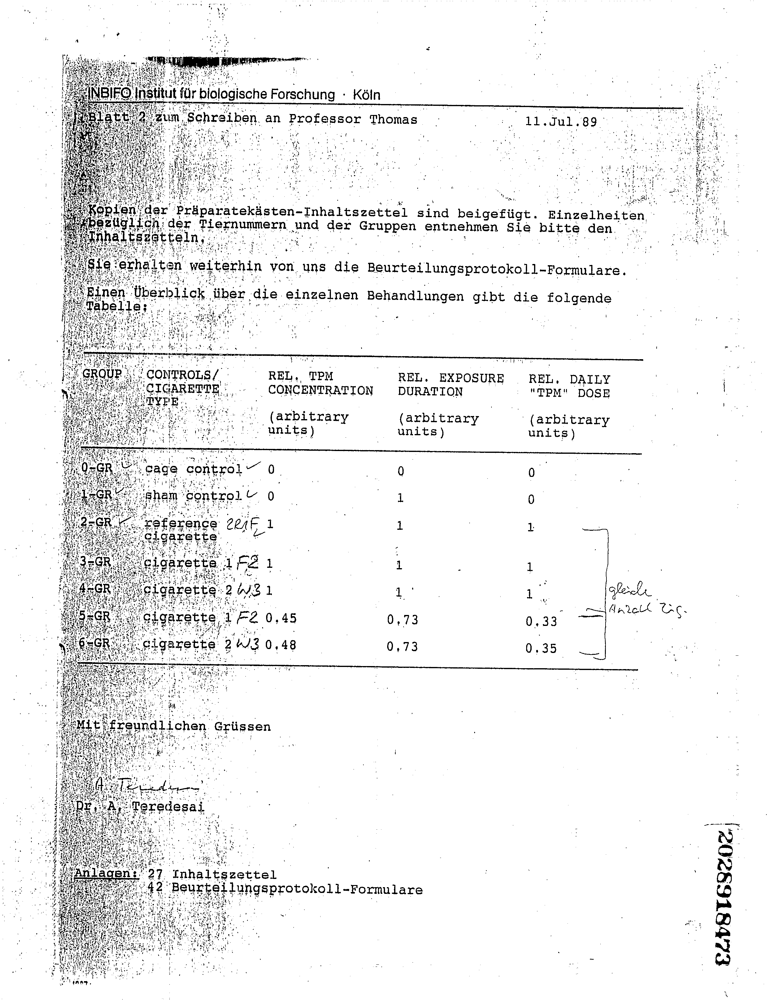 INBIFO Institut für biologische Forschung · Köln
Blatt 2 zum Schreiben an Professor Thomas 11.Jul.89
Kopien der Präparatekästen-Inhaltszettel sind beigefügt. Einzelheiten
bezüglich der Tiernummern und der Gruppen entnehmen Sie bitte den
Inhaltszetteln.
Sie erhalten weiterhin von uns die Beurteilungsprotokoll-Formulare.
Einen Überblick über die einzelnen Behandlungen gibt die folgende
Tabelle:
GROUP CONTROLS/ REL. TPM REL. EXPOSURE REL. DAILY
CIGARETTE CONCENTRATION DURATION "TPM" DOSE
TYPE
(arbitrary (arbitrary (arbitrary
units) units) units)
0-GR cage control 0 0 0
1-GR sham control 0 1 0
2-GR reference 2R1F 1 1 1
cigarette
3-GR cigarette 1 F2 1 1 1
4-GR cigarette 2 W3 1 1 1
gleiche
Anzahl Zig.
5-GR cigarette 1 F2 0.45 0.73 0.33
6-GR cigarette 2 W3 0.48 0.73 0.35
Mit freundlichen Grüssen
A. Teredesai
Dr. A. Teredesai
Anlagen: 27 Inhaltszettel
42 Beurteilungsprotokoll-Formulare
2028918473